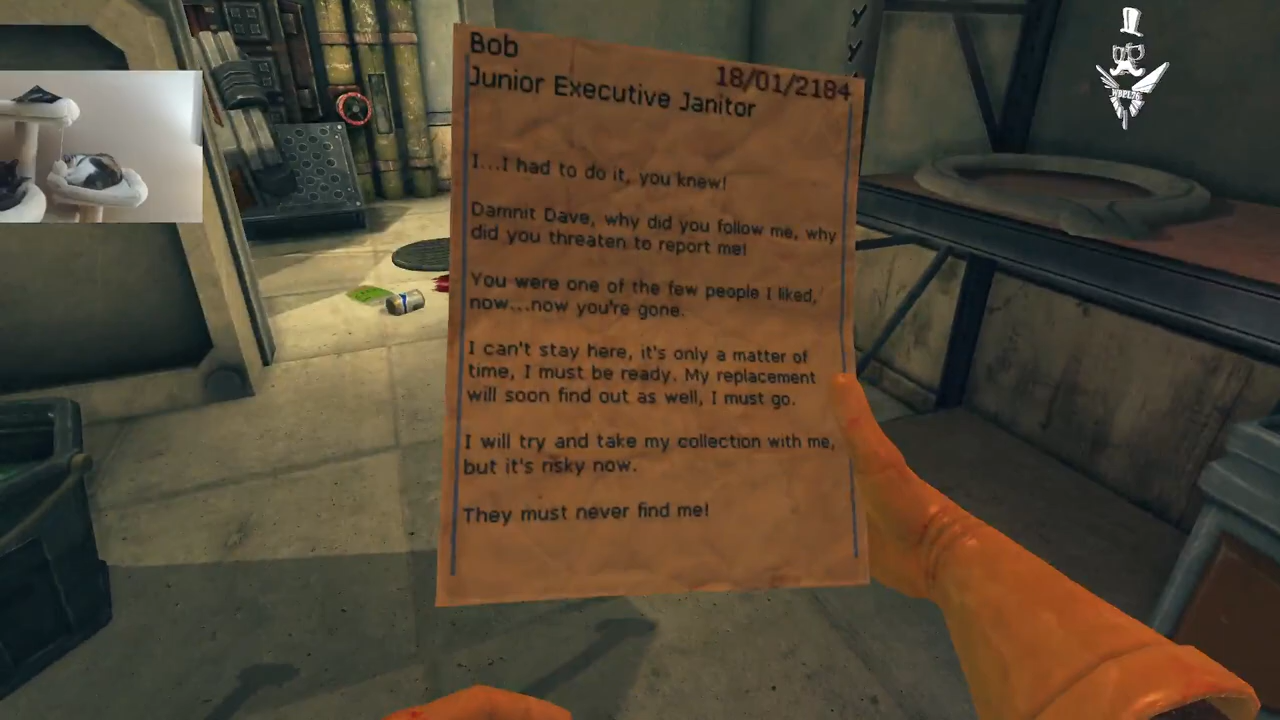 Bob
18/01/2184
Junior Executive Janitor
I...I had to do it, you knew!
Damnit Dave, why did you follow me, why
did you threaten to report me!
You were one of the few people I liked,
now...now you're gone.
I can't stay here, it's only a matter of
time, I must be ready. My replacement
will soon find out as well, I must go.
I will try and take my collection with me,
but it's risky now.
They must never find me!